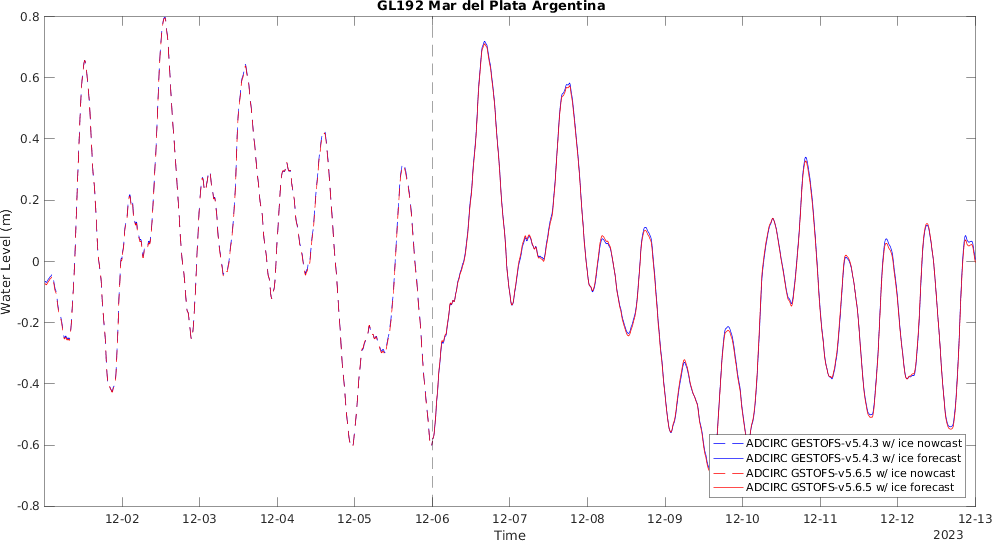 GL192 Mar del Plata Argentina
0.8
0.6
0.4
0.2
0
-0.2
-0.4
-0.6
-0.8
Water Level (m)
ADCIRC GESTOFS-v5.4.3 w/ ice nowcast
ADCIRC GESTOFS-v5.4.3 w/ ice forecast
ADCIRC GSTOFS-v5.6.5 w/ ice nowcast
ADCIRC GSTOFS-v5.6.5 w/ ice forecast
12-02 12-03 12-04 12-05 12-06 12-07 12-08 12-09 12-10 12-11 12-12 12-13
Time
2023